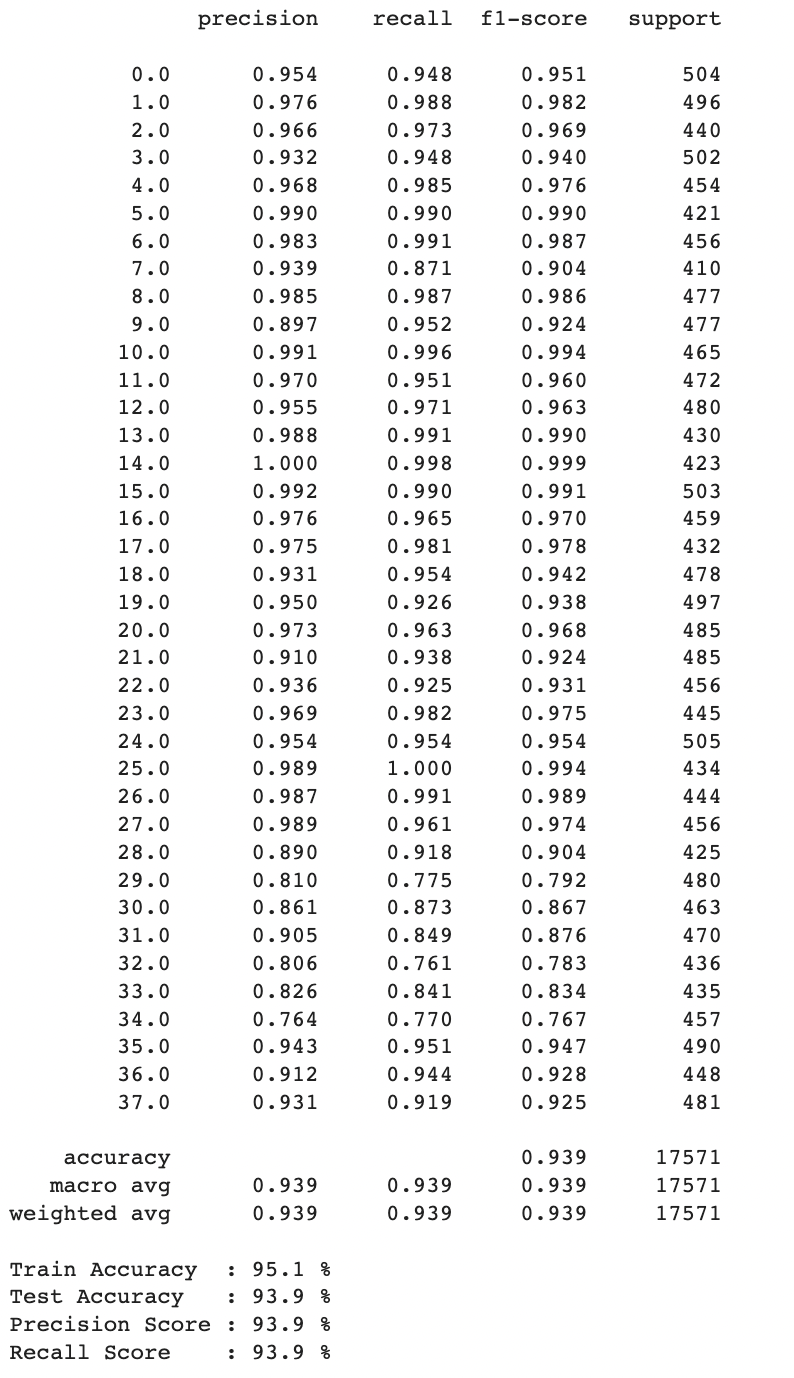 precision recall f1-score support
0.0 0.954 0.948 0.951 504
1.0 0.976 0.988 0.982 496
2.0 0.966 0.973 0.969 440
3.0 0.932 0.948 0.940 502
4.0 0.968 0.985 0.976 454
5.0 0.990 0.990 0.990 421
6.0 0.983 0.991 0.987 456
7.0 0.939 0.871 0.904 410
8.0 0.985 0.987 0.986 477
9.0 0.897 0.952 0.924 477
10.0 0.991 0.996 0.994 465
11.0 0.970 0.951 0.960 472
12.0 0.955 0.971 0.963 480
13.0 0.988 0.991 0.990 430
14.0 1.000 0.998 0.999 423
15.0 0.992 0.990 0.991 503
16.0 0.976 0.965 0.970 459
17.0 0.975 0.981 0.978 432
18.0 0.931 0.954 0.942 478
19.0 0.950 0.926 0.938 497
20.0 0.973 0.963 0.968 485
21.0 0.910 0.938 0.924 485
22.0 0.936 0.925 0.931 456
23.0 0.969 0.982 0.975 445
24.0 0.954 0.954 0.954 505
25.0 0.989 1.000 0.994 434
26.0 0.987 0.991 0.989 444
27.0 0.989 0.961 0.974 456
28.0 0.890 0.918 0.904 425
29.0 0.810 0.775 0.792 480
30.0 0.861 0.873 0.867 463
31.0 0.905 0.849 0.876 470
32.0 0.806 0.761 0.783 436
33.0 0.826 0.841 0.834 435
34.0 0.764 0.770 0.767 457
35.0 0.943 0.951 0.947 490
36.0 0.912 0.944 0.928 448
37.0 0.931 0.919 0.925 481
accuracy 0.939 17571
macro avg 0.939 0.939 0.939 17571
weighted avg 0.939 0.939 0.939 17571
Train Accuracy : 95.1 %
Test Accuracy : 93.9 %
Precision Score : 93.9 %
Recall Score : 93.9 %